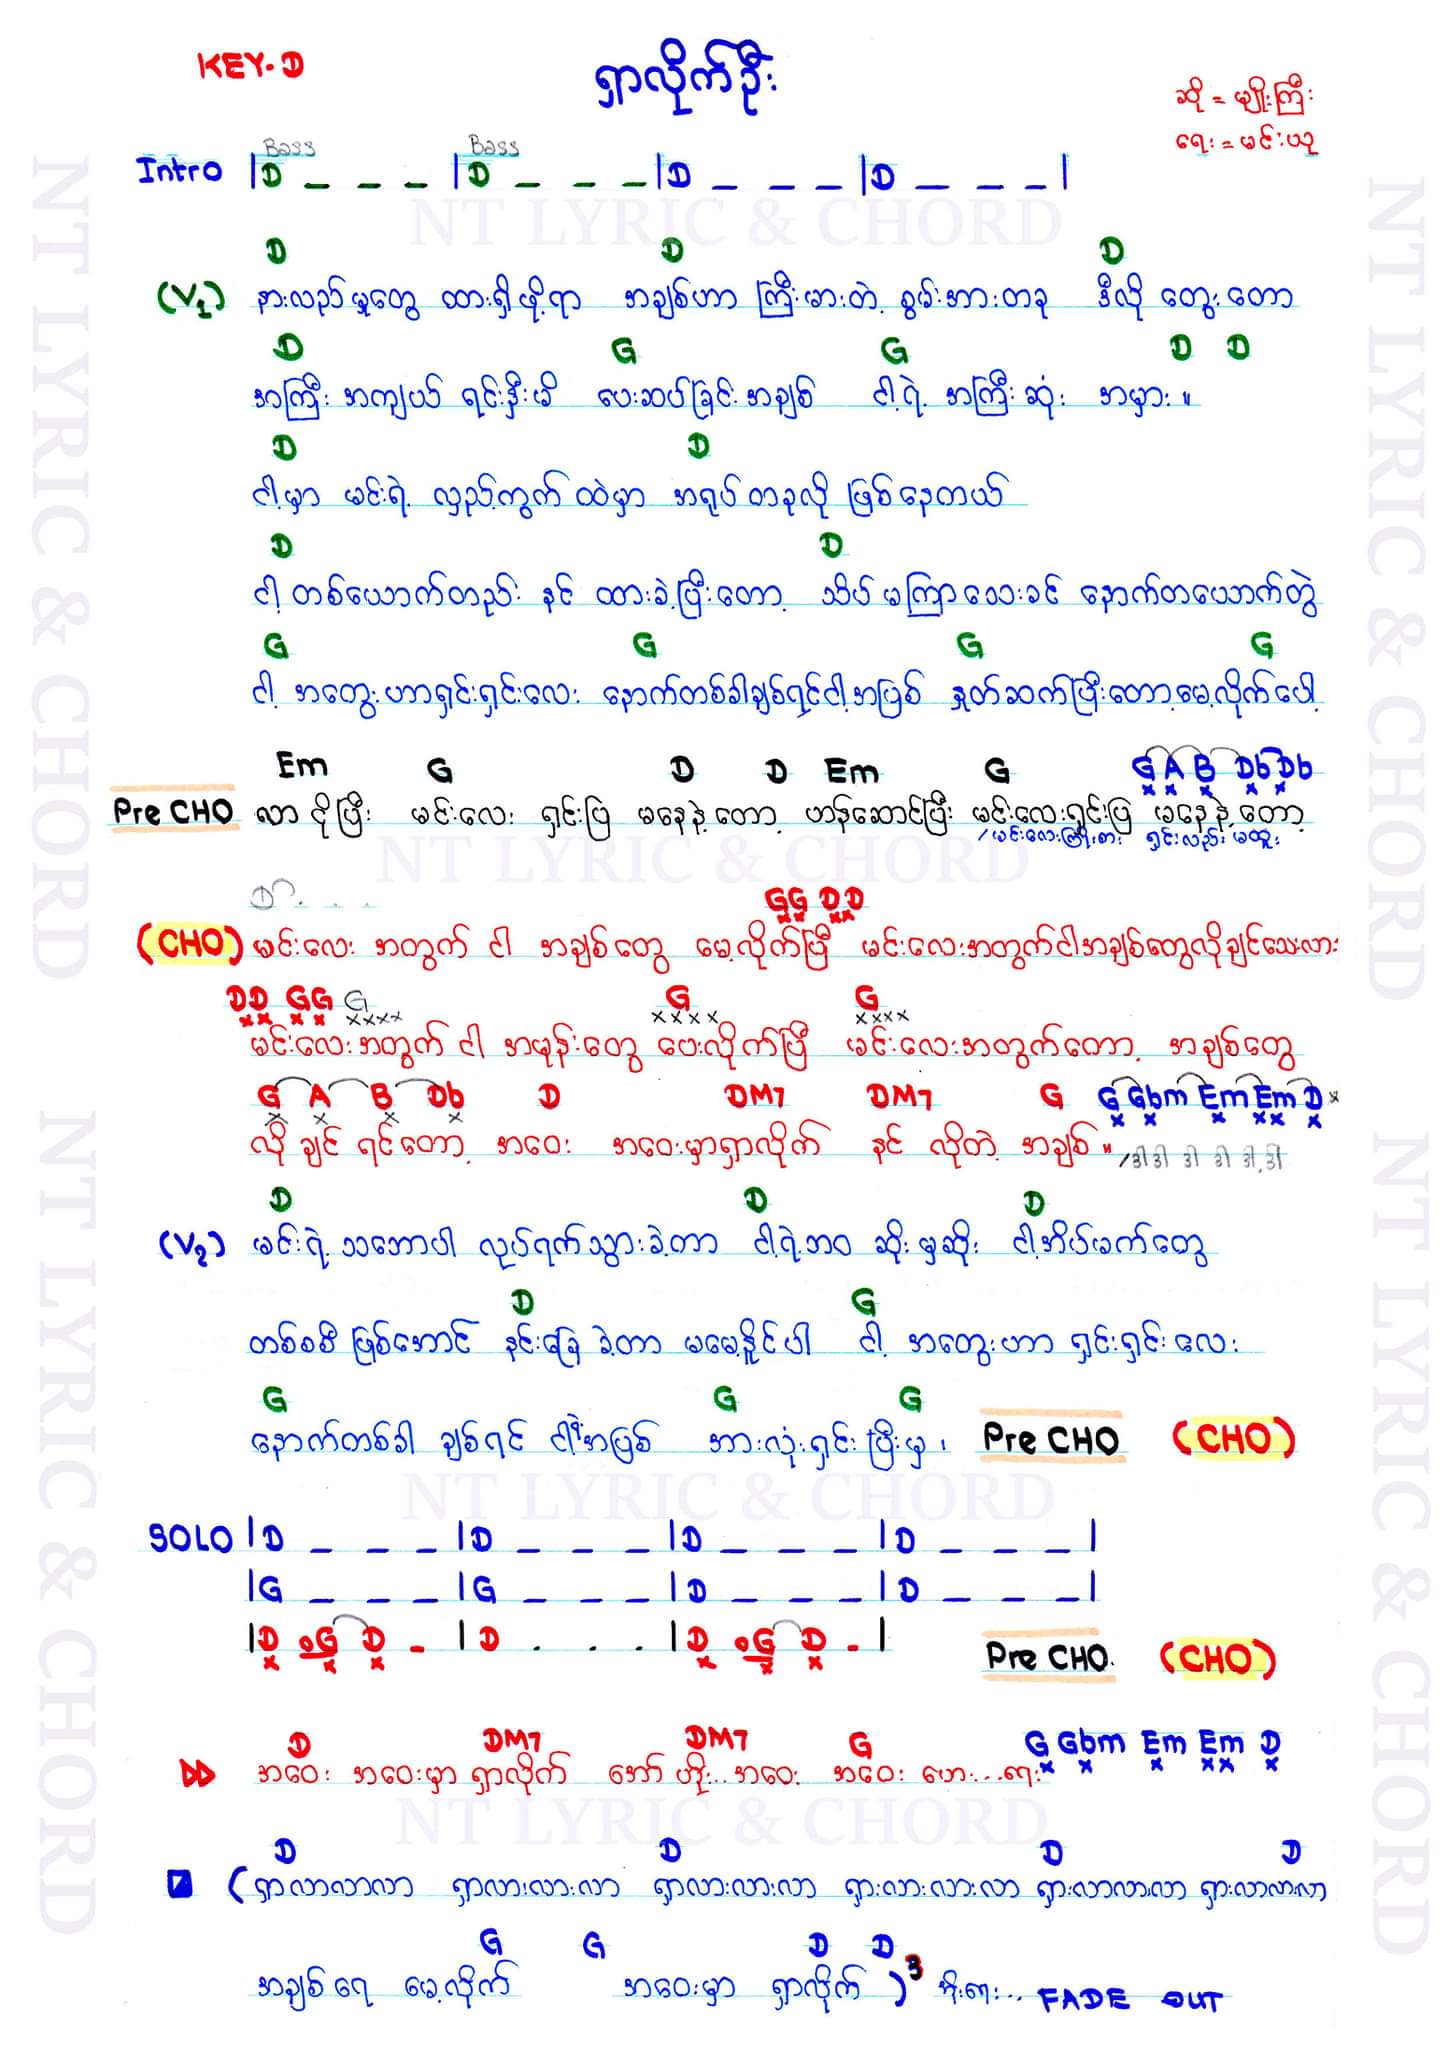 KEY-D
ရှာလိုက်ဦး
ဆို = မျိုးကြီး
ရေး = မင်းယု
Bass Bass
Intro |D _ _ _ |D _ _ _ |D _ _ _ |D _ _ _ |
NT LYRIC & CHORD
D D D
(V1) နားလည်မှုတွေ ထားရှိဖို့ရာ အချစ်ဟာ ကြီးမားတဲ့ စွမ်းအားတခု ဒီလို တွေးတော
D G G D D
အကြီး အကျယ် ရင်းနှီးမိ ပေးဆပ်ခြင်း အချစ် ငါ့ရဲ့ အကြီးဆုံး အမှား ။
D D
ငါ့မှာ မင်းရဲ့ လှည့်ကွက် ထဲမှာ အရုပ် တခုလို ဖြစ်နေတယ်
D D
ငါ့ တစ်ယောက်တည်း နင် ထားခဲ့ပြီးတော့ သိပ် မကြာသေးခင် နောက်တယောက်တွဲ
G G G G
ငါ့ အတွေးဟာရှင်းရှင်းလေး နောက်တစ်ခါချစ်ရင်ငါ့အပြစ် နှုတ်ဆက်ပြီးတော့မေ့လိုက်ပေါ့
Em G D D Em G G A B Db Db
Pre CHO လာ ငိုပြီး မင်းလေး ရှင်းပြ မနေနဲ့ တော့ ဟန်ဆောင်ပြီး မင်းလေးရှင်းပြ မနေနဲ့ တော့
/မင်းလေးကြိုးစား ရှင်းလည်း မထူး
NT LYRIC & CHORD
D . . .
G G D D
(CHO) မင်းလေး အတွက် ငါ အချစ်တွေ မေ့လိုက်ပြီ မင်းလေးအတွက်ငါအချစ်တွေလိုချင်သေးလား
D D G G G G G
မင်းလေးအတွက် ငါ အမုန်းတွေ ပေးလိုက်ပြီ မင်းလေးအတွက်တော့ အချစ်တွေ
G A B Db D DM7 DM7 G G Gbm Em Em D
လို ချင် ရင်တော့ အဝေး အဝေးမှာရှာလိုက် နင် လိုတဲ့ အချစ် ။ /ဒါဒါ ဒါ ဒါ ဒါ,ဒါ
D D D
(V2) မင်းရဲ့ သဘောပါ လုပ်ရက်သွားခဲ့တာ ငါ့ရဲ့ဘဝ ဆိုးမှဆိုး ငါ့အိပ်မက်တွေ
D G
တစ်စစီ ဖြစ်အောင် နင်းခြေ ခဲ့တာ မမေ့နိုင်ပါ ငါ့ အတွေးဟာ ရှင်းရှင်းလေး
G G G
နောက်တစ်ခါ ချစ်ရင် ငါ့ရဲ့အပြစ် အားလုံးရှင်းပြီးမှ ၊ Pre CHO (CHO)
NT LYRIC & CHORD
SOLO |D _ _ _ |D _ _ _ |D _ _ _ |D _ _ _ |
|G _ _ _ |G _ _ _ |D _ _ _ |D _ _ _ |
|D . G D - |D . . . |D . G D - | Pre CHO. (CHO)
D DM7 DM7 G G Gbm Em Em D
အဝေး အဝေးမှာ ရှာလိုက် အော် ဟိုး.. အဝေး အဝေး ဟေး...ရေး
NT LYRIC & CHORD
D D D D
(ရှာလာလာလာ ရှာလားလားလာ ရှာလားလားလာ ရှားလားလားလာ ရှားလာလားလာ ရှားလာလားလာ
G G D D
အချစ်ရေ မေ့လိုက် အဝေးမှာ ရှာလိုက် )3 FADE OUT
NT LYRIC & CHORD
NT LYRIC & CHORD
NT LYRIC & CHORD
NT LYRIC & CHORD